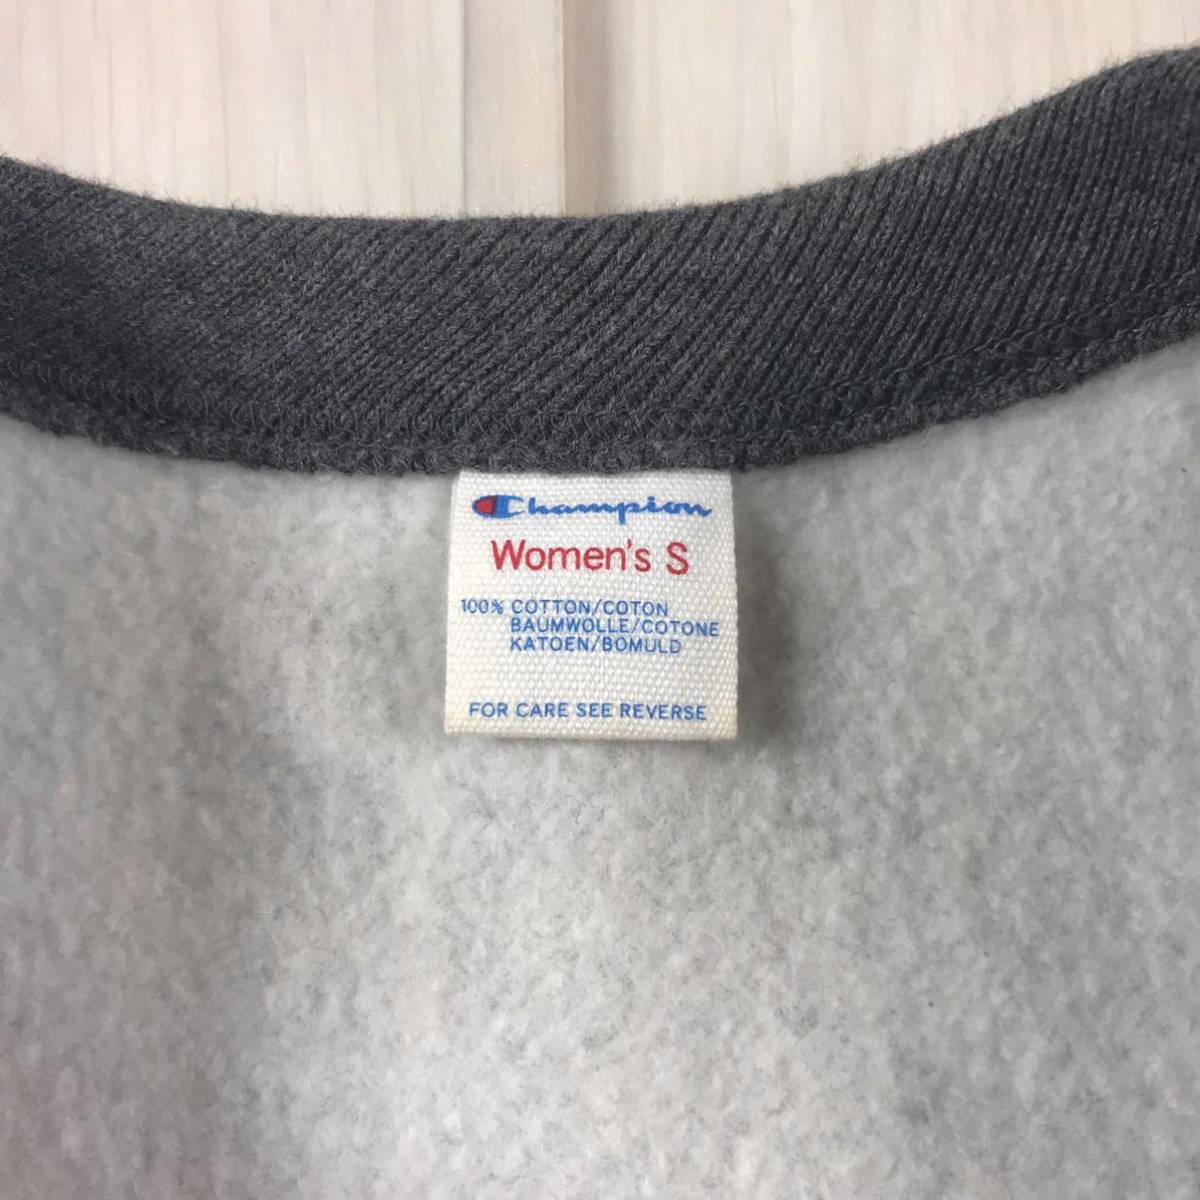 Champion
Women's S
100% COTTON/COTON
BAUMWOLLE/COTONE
KATOEN/BOMULD
FOR CARE SEE REVERSE